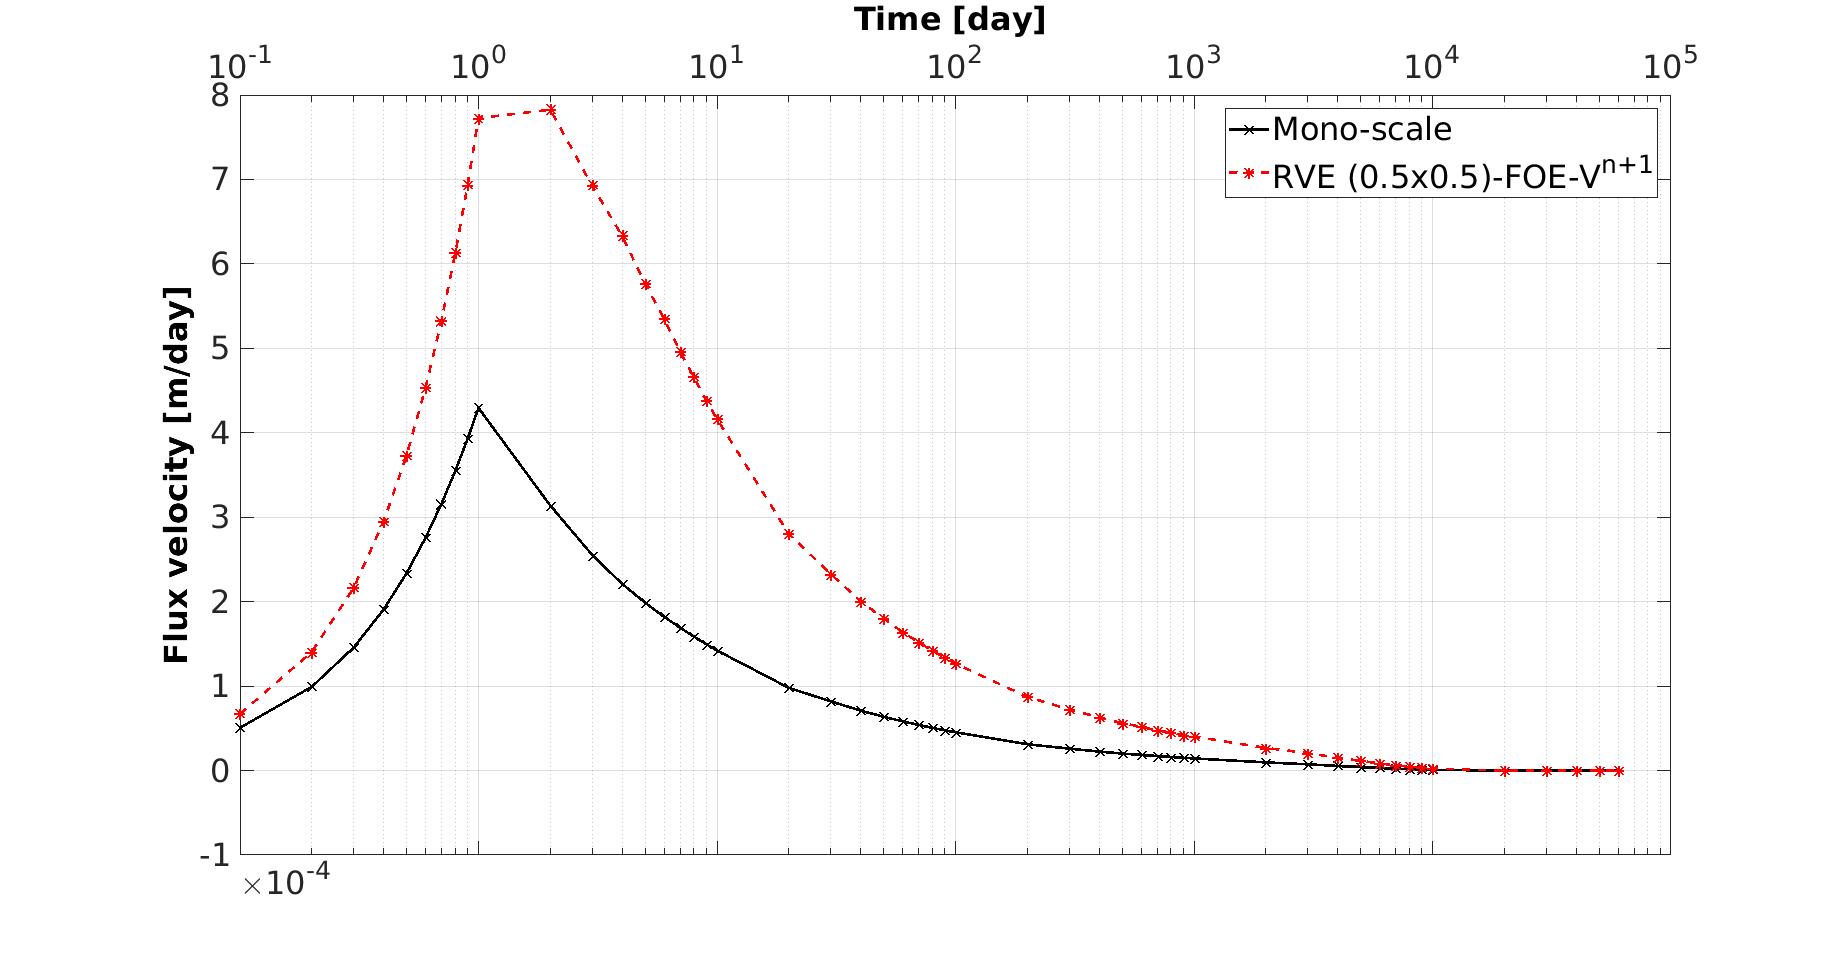 Time [day]
10^-1 10^0 10^1 10^2 10^3 10^4 10^5
8
7
6
5
4
3
2
1
0
-1
×10^-4
Flux velocity [m/day]
Mono-scale
RVE (0.5x0.5)-FOE-V^n+1